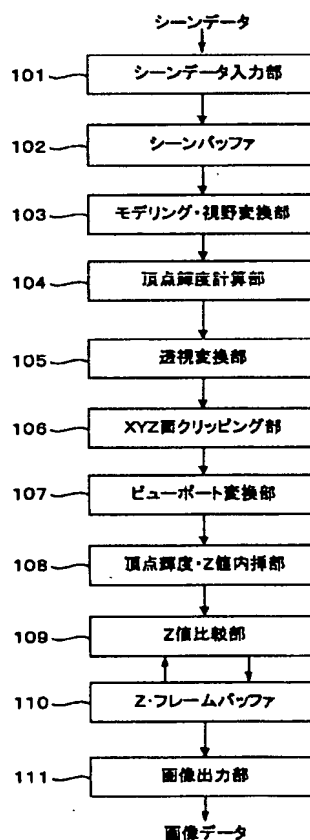 シーンデータ
101 シーンデータ入力部
102 シーンバッファ
103 モデリング・視野変換部
104 頂点輝度計算部
105 透視変換部
106 XYZ面クリッピング部
107 ビューポート変換部
108 頂点輝度・Z値内挿部
109 Z値比較部
110 Z・フレームバッファ
111 画像出力部
画像データ